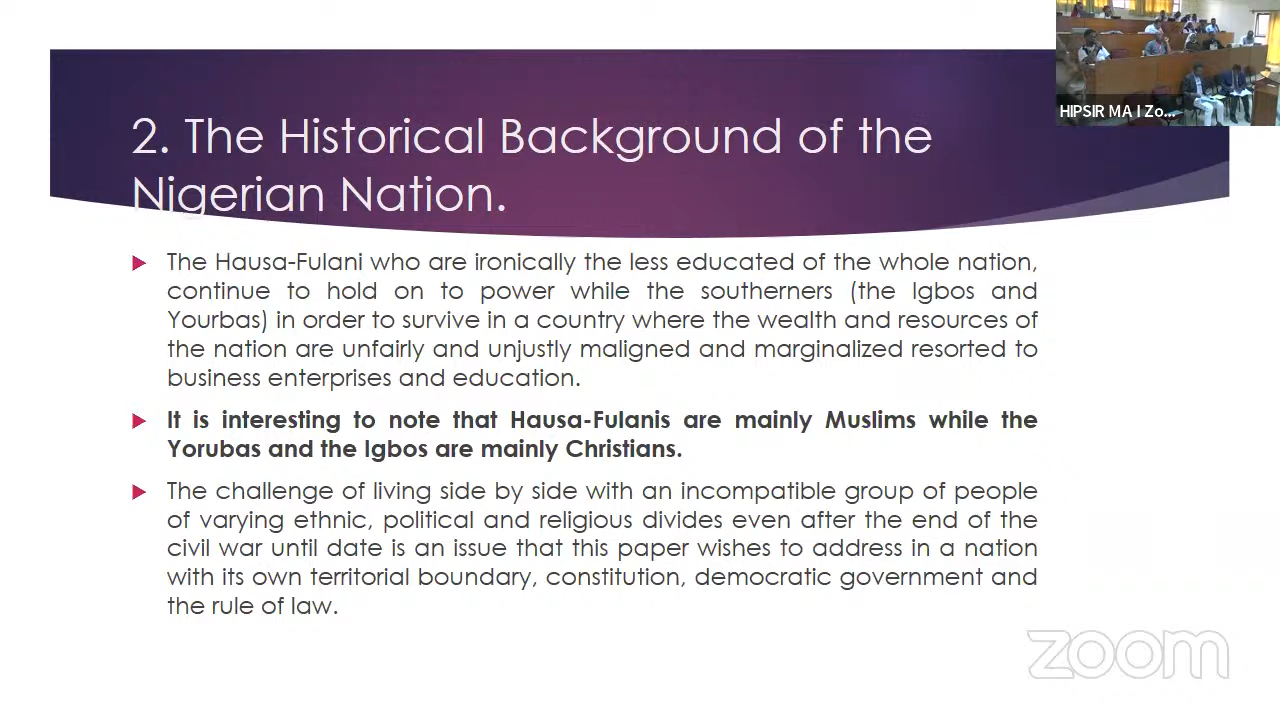 HIPSIR MA I Zo...
2. The Historical Background of the
Nigerian Nation.
The Hausa-Fulani who are ironically the less educated of the whole nation,
continue to hold on to power while the southerners (the Igbos and
Yourbas) in order to survive in a country where the wealth and resources of
the nation are unfairly and unjustly maligned and marginalized resorted to
business enterprises and education.
It is interesting to note that Hausa-Fulanis are mainly Muslims while the
Yorubas and the Igbos are mainly Christians.
The challenge of living side by side with an incompatible group of people
of varying ethnic, political and religious divides even after the end of the
civil war until date is an issue that this paper wishes to address in a nation
with its own territorial boundary, constitution, democratic government and
the rule of law.
zoom